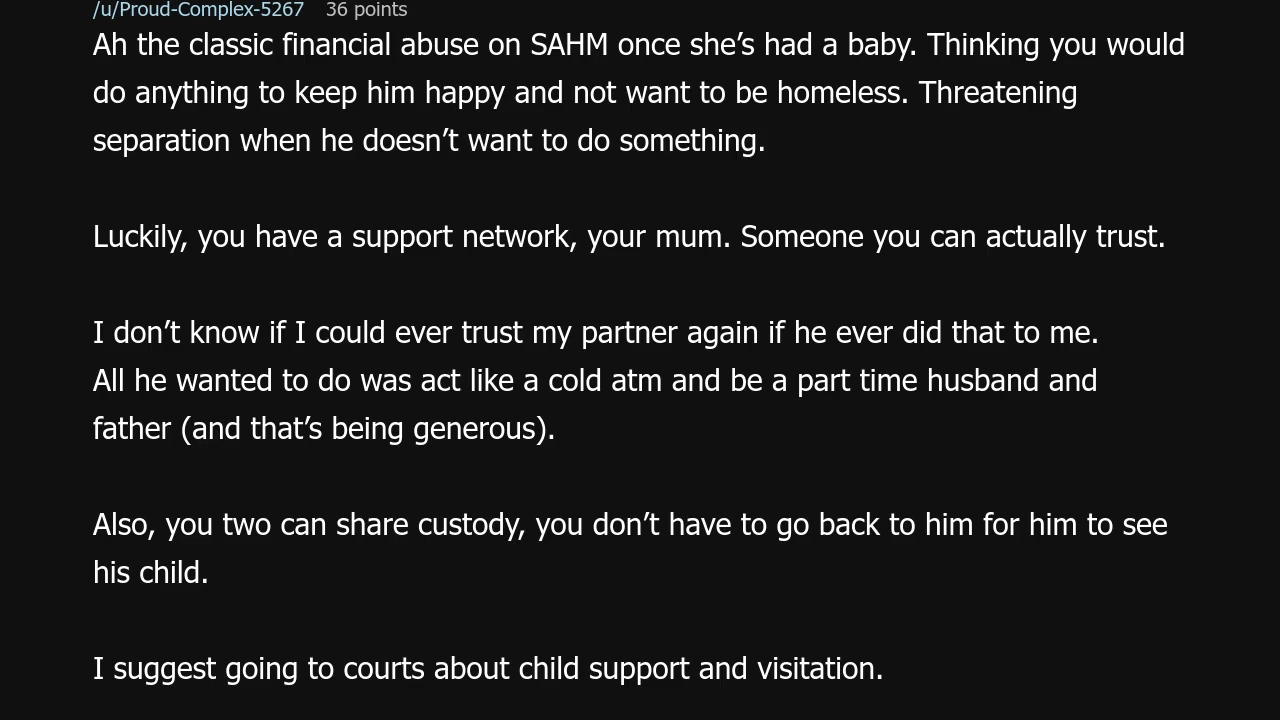 /u/Proud-Complex-5267 36 points
Ah the classic financial abuse on SAHM once she’s had a baby. Thinking you would
do anything to keep him happy and not want to be homeless. Threatening
separation when he doesn’t want to do something.
Luckily, you have a support network, your mum. Someone you can actually trust.
I don’t know if I could ever trust my partner again if he ever did that to me.
All he wanted to do was act like a cold atm and be a part time husband and
father (and that’s being generous).
Also, you two can share custody, you don’t have to go back to him for him to see
his child.
I suggest going to courts about child support and visitation.